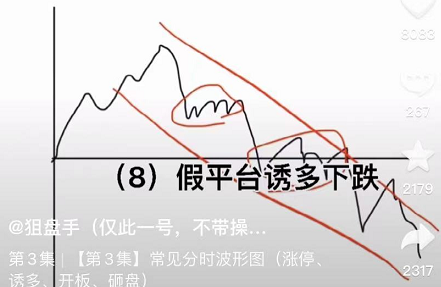 8083
267
（8）假平台诱多下跌
2179
@狙盘手（仅此一号，不带操...
第3集 | 【第3集】常见分时波形图（涨停、
诱多、开板、砸盘）
2317